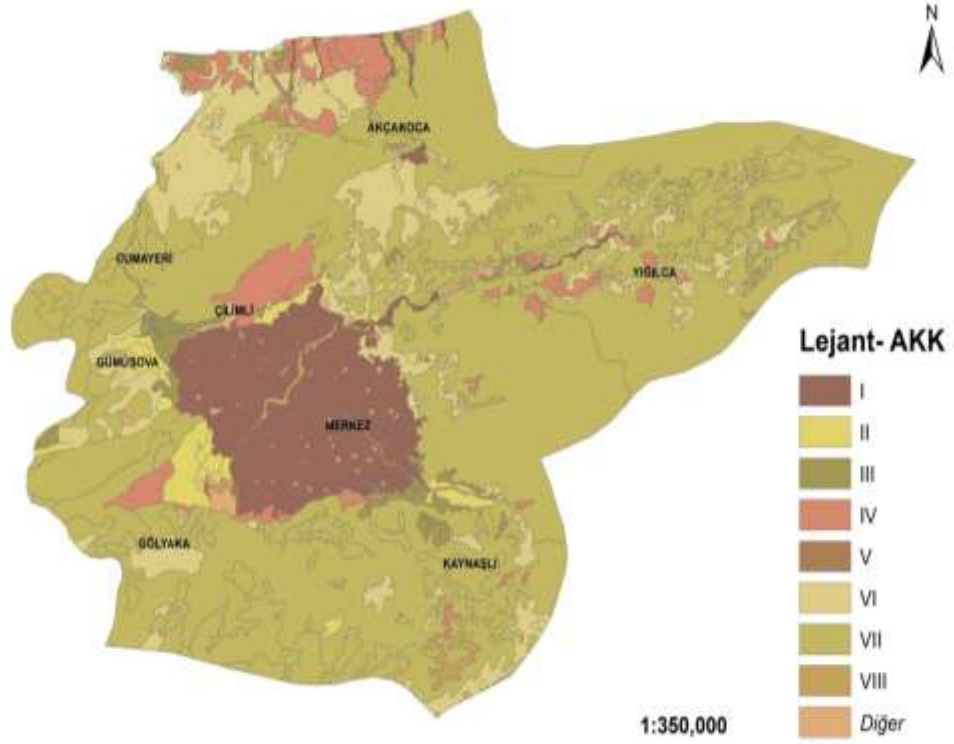 N
AKÇAKOCA
CUMAYERİ
YIĞILCA
ÇİLİMLİ
GÜMÜŞOVA
MERKEZ
GÖLYAKA
KAYNAŞLI
Lejant- AKK
I
II
III
IV
V
VI
VII
VIII
Diğer
1:350,000